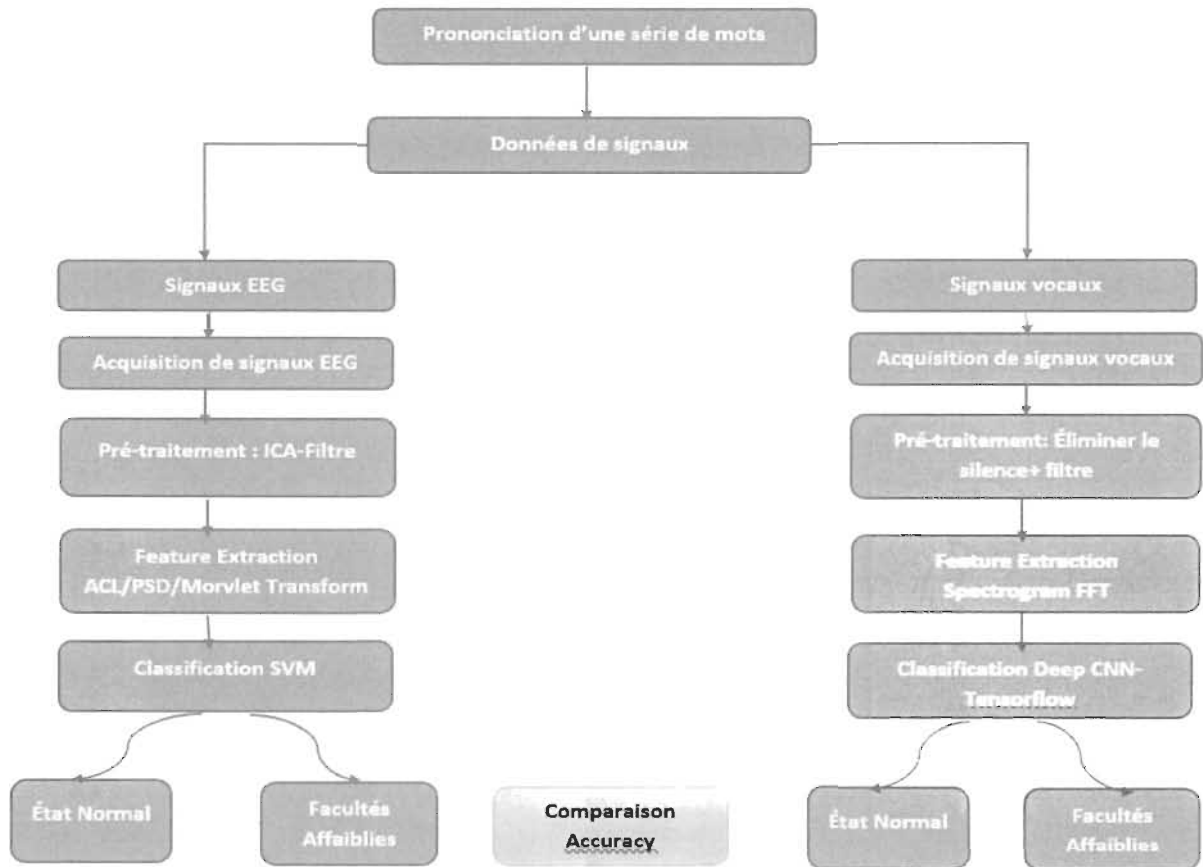 Prononciation d'une série de mots
Données de signaux
Signaux EEG
Acquisition de signaux EEG
Pré-traitement : ICA-Filtre
Feature Extraction
ACL/PSD/Morvlet Transform
Classification SVM
État Normal
Facultés
Affaiblies
Comparaison
Accuracy
Signaux vocaux
Acquisition de signaux vocaux
Pré-traitement: Éliminer le
silence+ filtre
Feature Extraction
Spectrogram FFT
Classification Deep CNN-
Tensorflow
État Normal
Facultés
Affaiblies